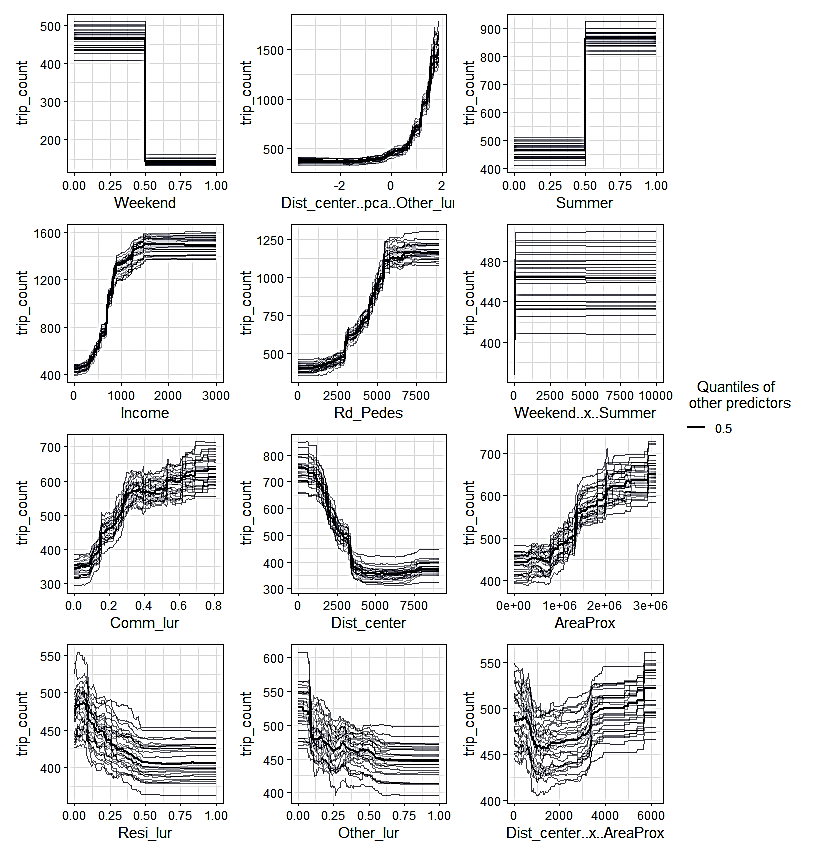 trip_count
500
400
300
200
0.00 0.25 0.50 0.75 1.00
Weekend
trip_count
1500
1000
500
-2 0 2
Dist_center..pca..Other_lur
trip_count
900
800
700
600
500
400
0.00 0.25 0.50 0.75 1.00
Summer
trip_count
1600
1200
800
400
0 1000 2000 3000
Income
trip_count
1250
1000
750
500
0 2500 5000 7500
Rd_Pedes
trip_count
480
440
400
0 2500 5000 7500 10000
Weekend..x..Summer
Quantiles of
other predictors
0.5
trip_count
700
600
500
400
300
0.0 0.2 0.4 0.6 0.8
Comm_lur
trip_count
800
700
600
500
400
300
0 2500 5000 7500
Dist_center
trip_count
700
600
500
400
0e+00 1e+06 2e+06 3e+06
AreaProx
trip_count
550
500
450
400
0.00 0.25 0.50 0.75 1.00
Resi_lur
trip_count
600
550
500
450
400
0.00 0.25 0.50 0.75 1.00
Other_lur
trip_count
550
500
450
400
0 2000 4000 6000
Dist_center..x..AreaProx